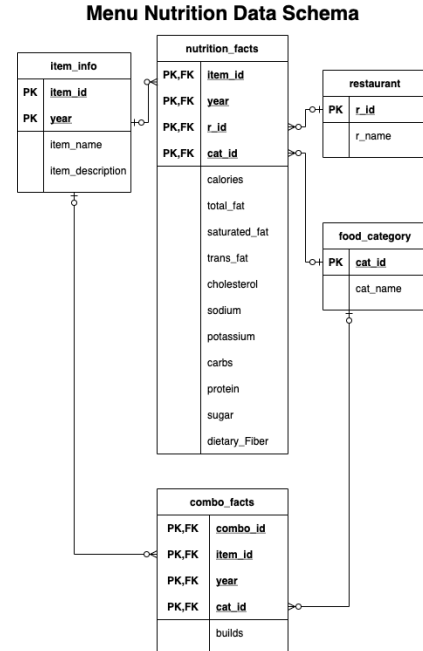 Menu Nutrition Data Schema
item_info
PK item_id
PK year
item_name
item_description
nutrition_facts
PK,FK item_id
PK,FK year
PK,FK r_id
PK,FK cat_id
calories
total_fat
saturated_fat
trans_fat
cholesterol
sodium
potassium
carbs
protein
sugar
dietary_Fiber
restaurant
PK r_id
r_name
food_category
PK cat_id
cat_name
combo_facts
PK,FK combo_id
PK,FK item_id
PK,FK year
PK,FK cat_id
builds